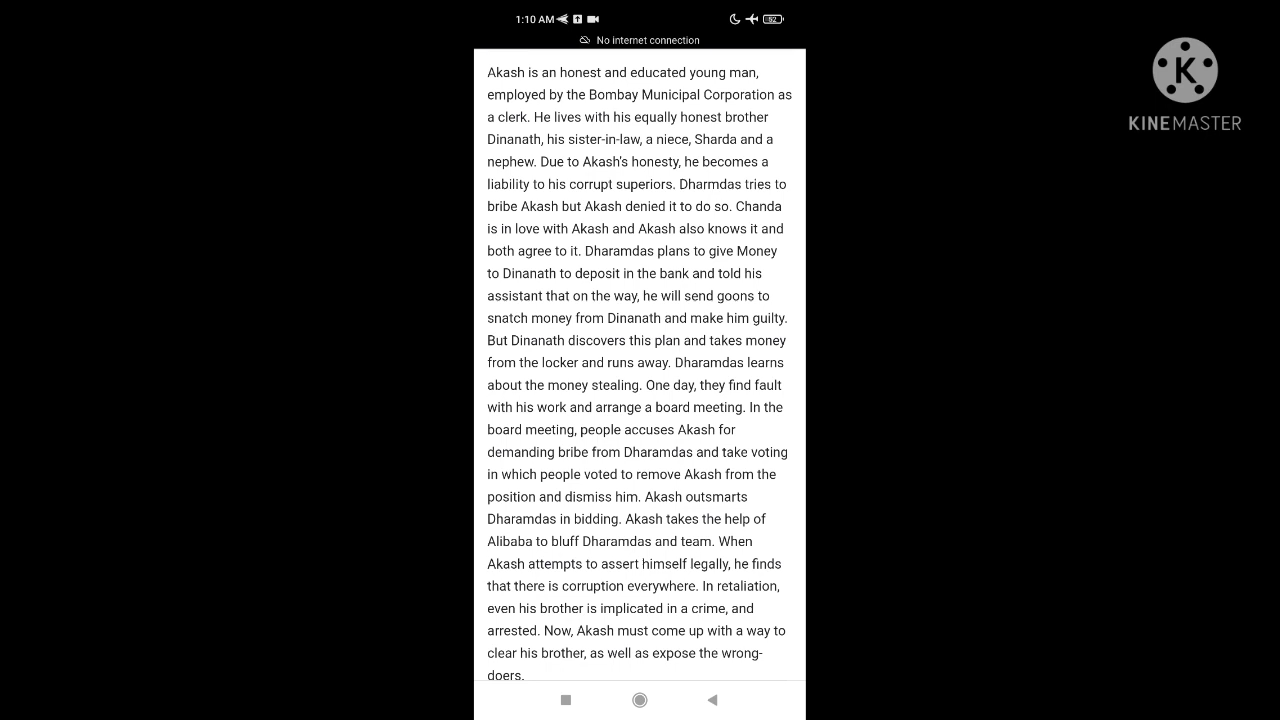 1:10 AM
52
No internet connection
Akash is an honest and educated young man,
employed by the Bombay Municipal Corporation as
a clerk. He lives with his equally honest brother
Dinanath, his sister-in-law, a niece, Sharda and a
nephew. Due to Akash's honesty, he becomes a
liability to his corrupt superiors. Dharmdas tries to
bribe Akash but Akash denied it to do so. Chanda
is in love with Akash and Akash also knows it and
both agree to it. Dharamdas plans to give Money
to Dinanath to deposit in the bank and told his
assistant that on the way, he will send goons to
snatch money from Dinanath and make him guilty.
But Dinanath discovers this plan and takes money
from the locker and runs away. Dharamdas learns
about the money stealing. One day, they find fault
with his work and arrange a board meeting. In the
board meeting, people accuses Akash for
demanding bribe from Dharamdas and take voting
in which people voted to remove Akash from the
position and dismiss him. Akash outsmarts
Dharamdas in bidding. Akash takes the help of
Alibaba to bluff Dharamdas and team. When
Akash attempts to assert himself legally, he finds
that there is corruption everywhere. In retaliation,
even his brother is implicated in a crime, and
arrested. Now, Akash must come up with a way to
clear his brother, as well as expose the wrong-
doers.
K
KINEMASTER